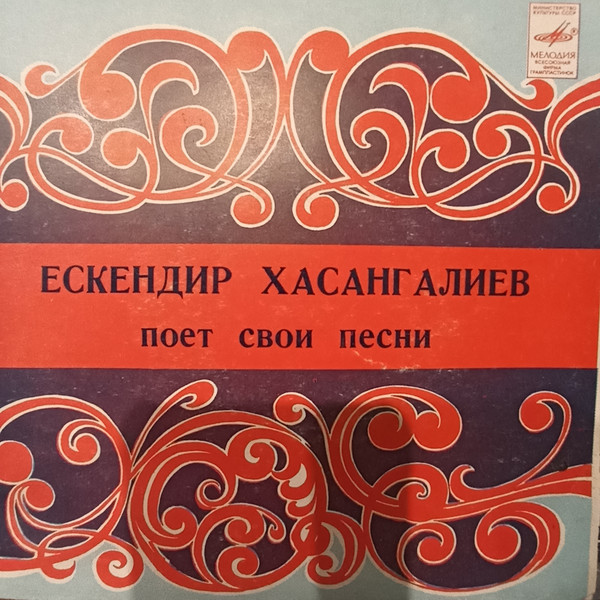 МИНИСТЕРСТВО
КУЛЬТУРЫ СССР
МЕЛОДИЯ
ВСЕСОЮЗНАЯ
ФИРМА
ГРАМПЛАСТИНОК
ЕСКЕНДИР ХАСАНГАЛИЕВ
поет свои песни